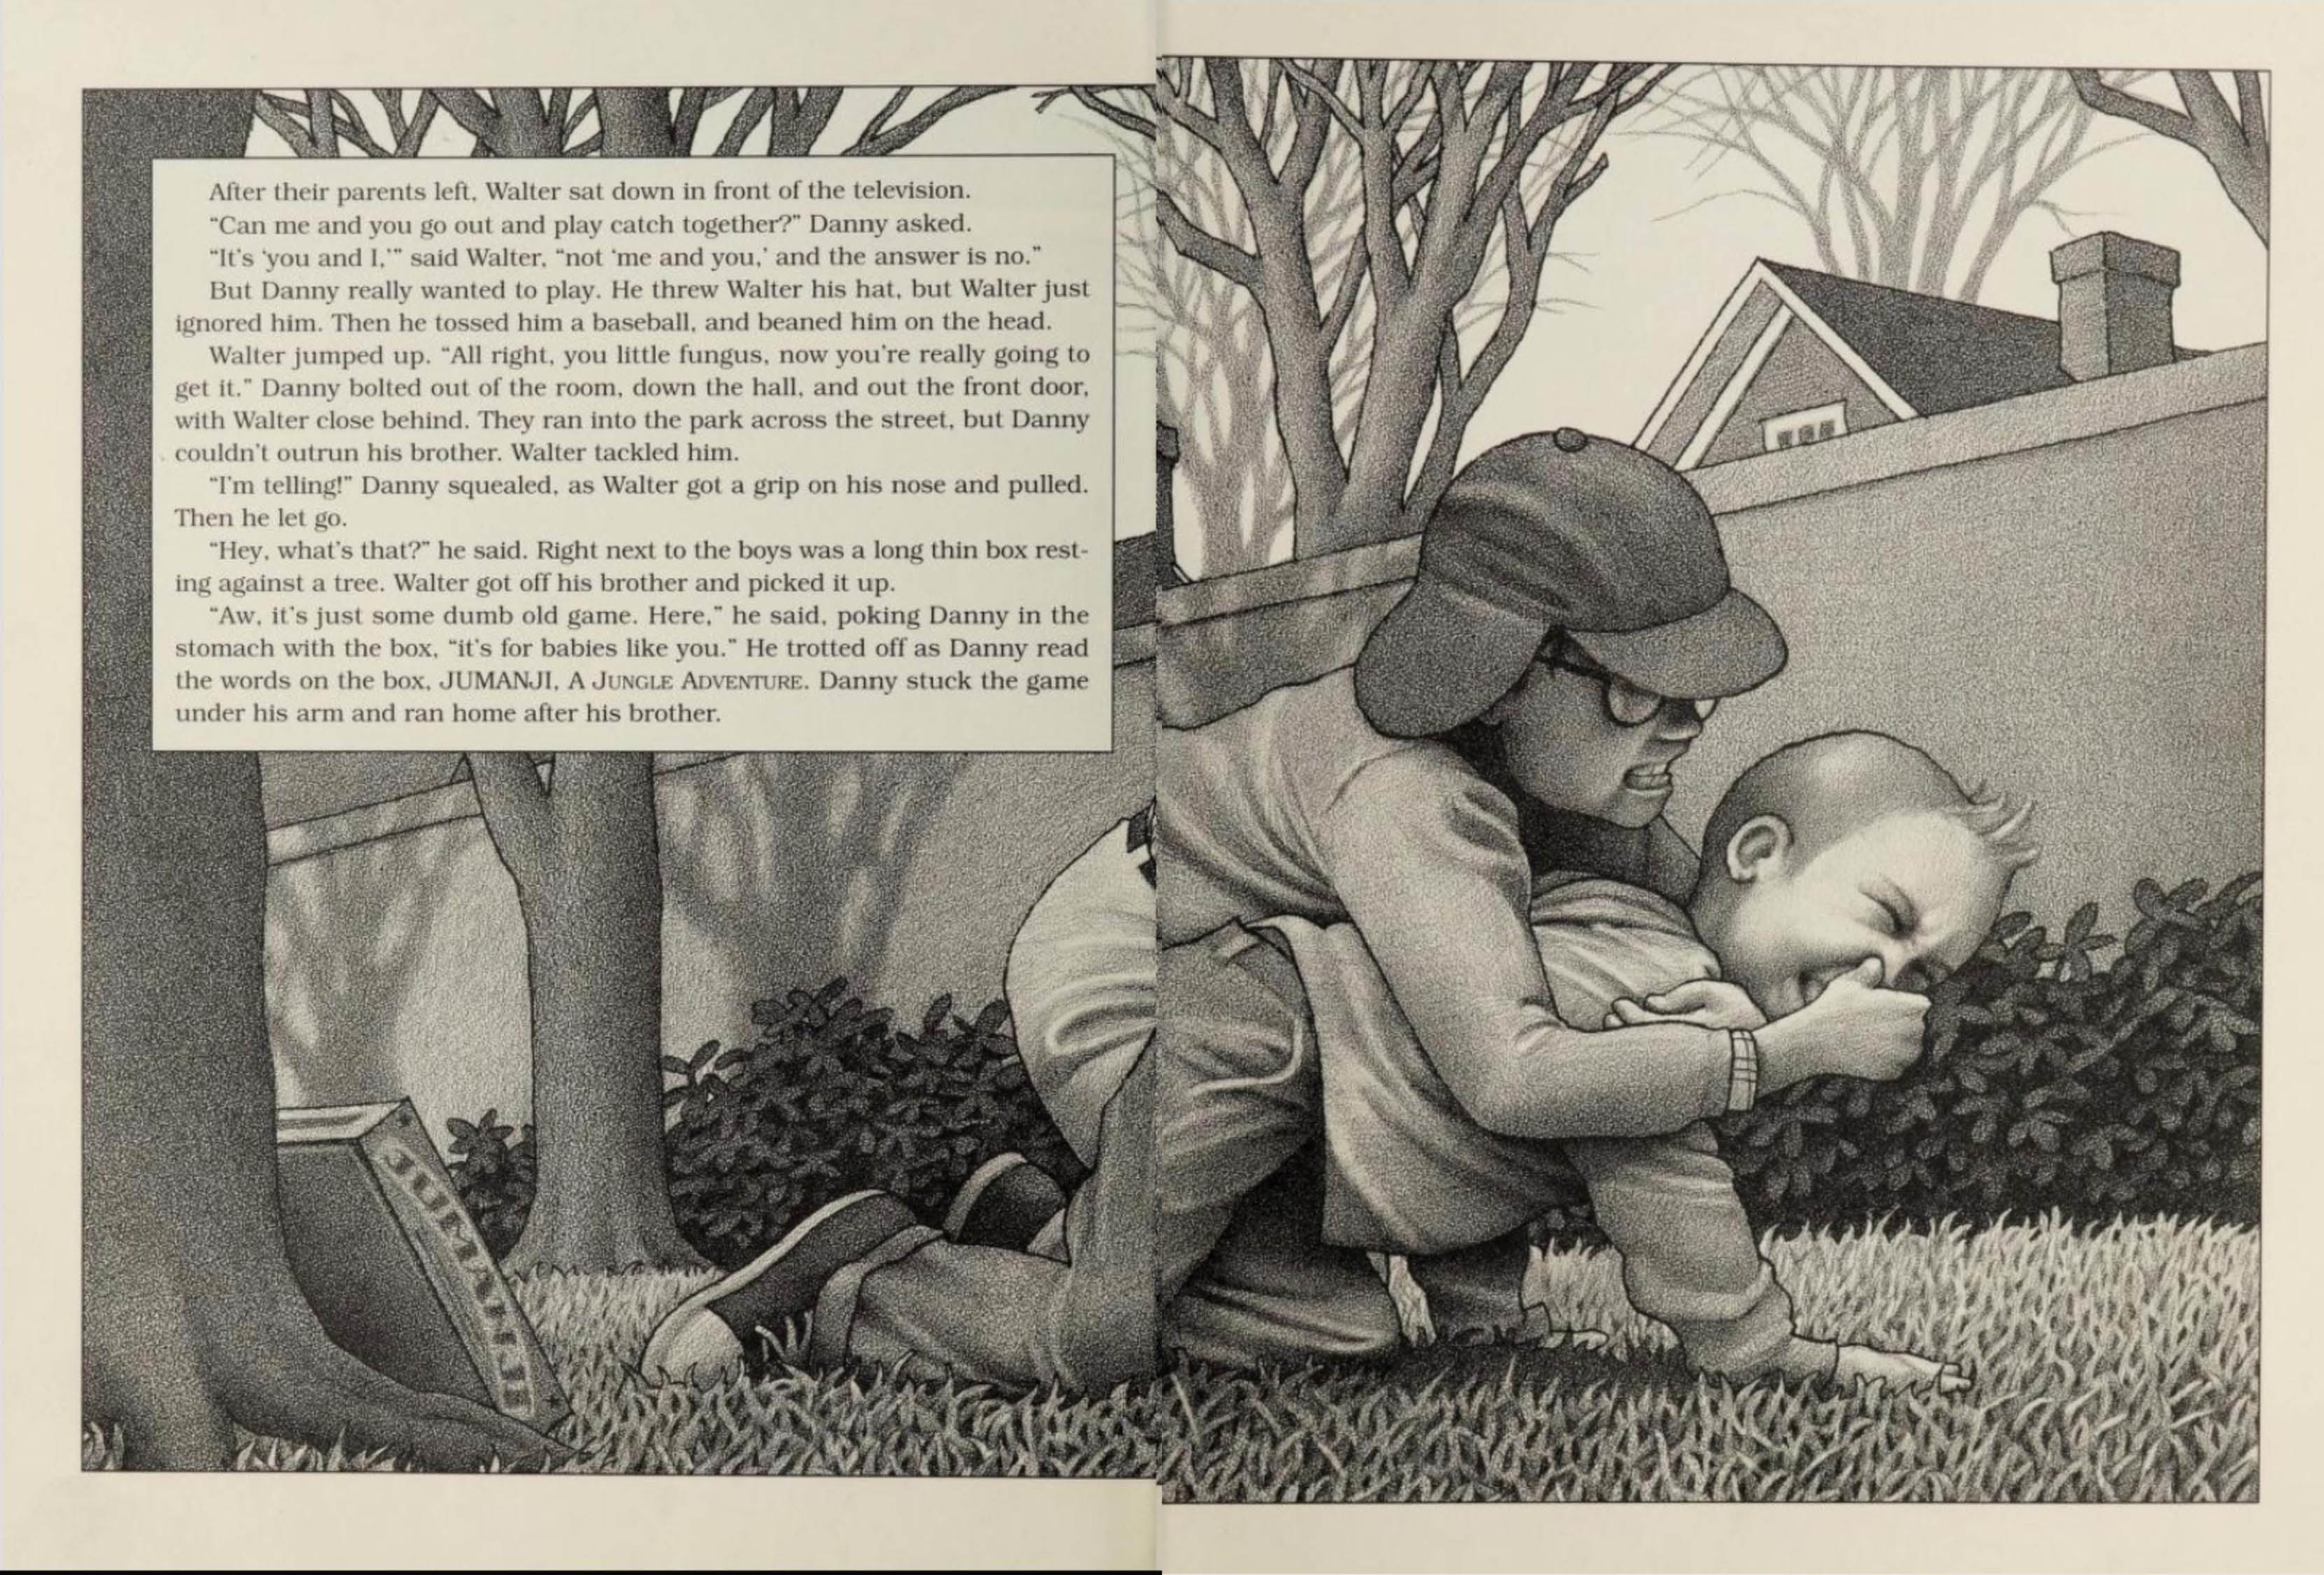 After their parents left, Walter sat down in front of the television.
“Can me and you go out and play catch together?” Danny asked.
“It’s ‘you and I,’” said Walter, “not ‘me and you,’ and the answer is no.”
But Danny really wanted to play. He threw Walter his hat, but Walter just
ignored him. Then he tossed him a baseball, and beaned him on the head.
Walter jumped up. “All right, you little fungus, now you’re really going to
get it.” Danny bolted out of the room, down the hall, and out the front door,
with Walter close behind. They ran into the park across the street, but Danny
couldn’t outrun his brother. Walter tackled him.
“I’m telling!” Danny squealed, as Walter got a grip on his nose and pulled.
Then he let go.
“Hey, what’s that?” he said. Right next to the boys was a long thin box rest-
ing against a tree. Walter got off his brother and picked it up.
“Aw, it’s just some dumb old game. Here,” he said, poking Danny in the
stomach with the box, “it’s for babies like you.” He trotted off as Danny read
the words on the box, JUMANJI, A JUNGLE ADVENTURE. Danny stuck the game
under his arm and ran home after his brother.
JUMANJI